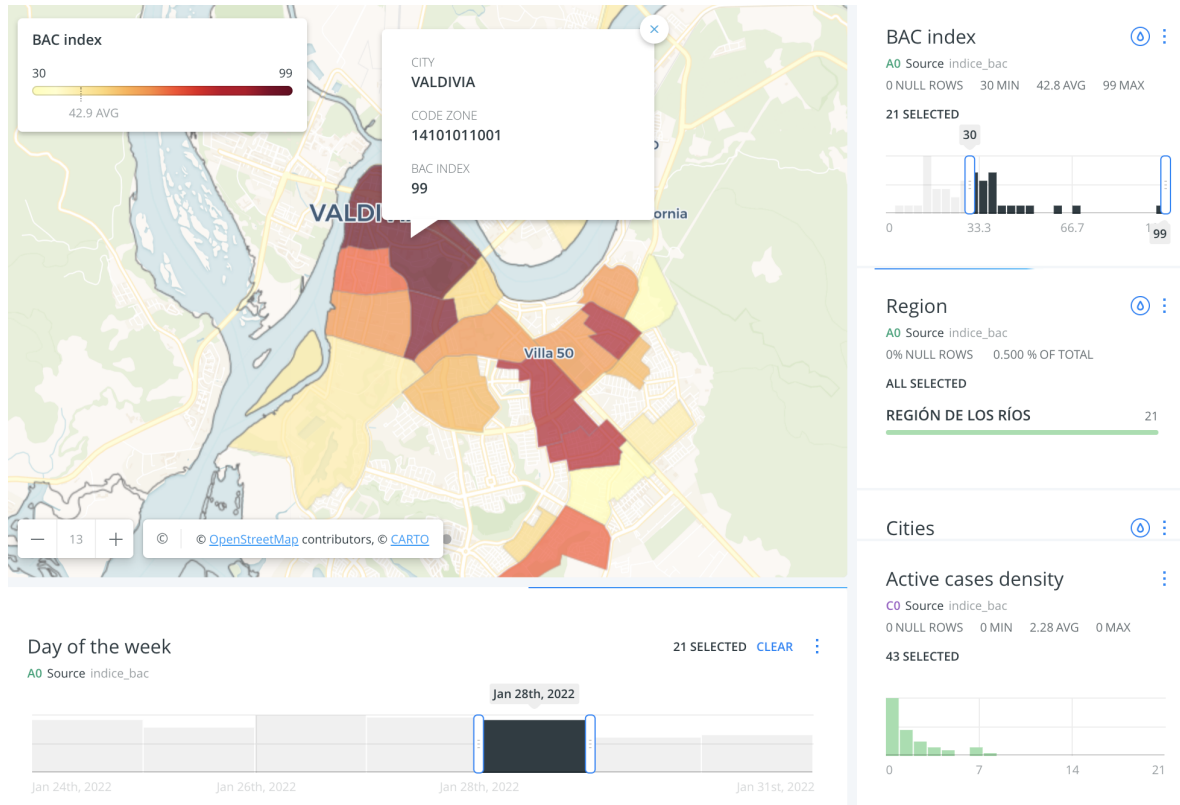 BAC index
30 99
42.9 AVG
CITY
VALDIVIA
CODE ZONE
14101011001
BAC INDEX
99
VALDI
ornia
Villa 50
13
© © OpenStreetMap contributors, © CARTO
BAC index
A0 Source indice_bac
0 NULL ROWS 30 MIN 42.8 AVG 99 MAX
21 SELECTED
30
0 33.3 66.7 1
99
Region
A0 Source indice_bac
0% NULL ROWS 0.500 % OF TOTAL
ALL SELECTED
REGIÓN DE LOS RÍOS 21
Cities
Active cases density
C0 Source indice_bac
0 NULL ROWS 0 MIN 2.28 AVG 0 MAX
43 SELECTED
0 7 14 21
Day of the week
21 SELECTED CLEAR
A0 Source indice_bac
Jan 28th, 2022
Jan 24th, 2022 Jan 26th, 2022 Jan 28th, 2022 Jan 31st, 2022